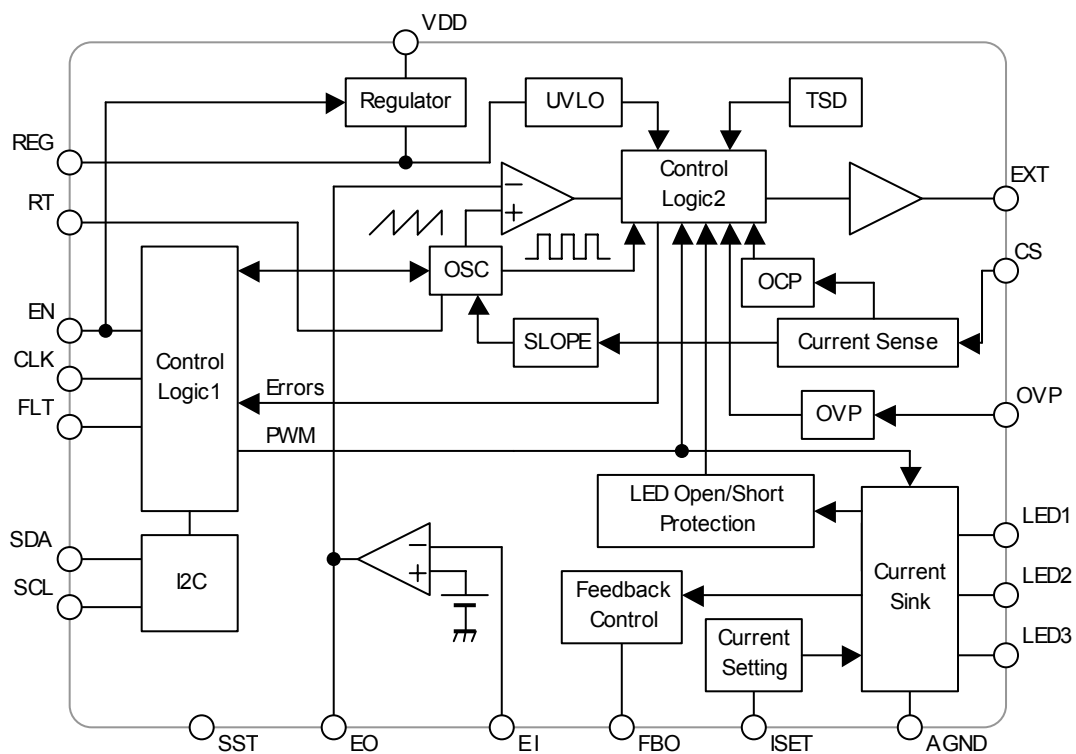 VDD
Regulator
UVLO
TSD
REG
Control
Logic2
EXT
RT
−
+
OSC
CS
OCP
EN
SLOPE
Current Sense
CLK
Control
Logic1
Errors
FLT
OVP
OVP
PWM
LED Open/Short
Protection
LED1
SDA
−
+
I2C
Current
Sink
LED2
SCL
Feedback
Control
Current
Setting
LED3
SST
EO
EI
FBO
ISET
AGND